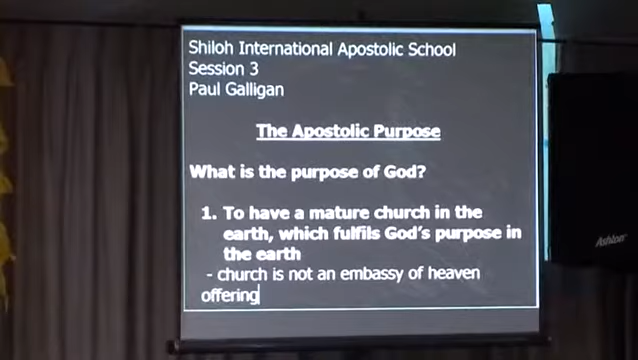 Shiloh International Apostolic School
Session 3
Paul Galligan
The Apostolic Purpose
What is the purpose of God?
1. To have a mature church in the
earth, which fulfils God's purpose in
the earth
- church is not an embassy of heaven
offering
Ashton